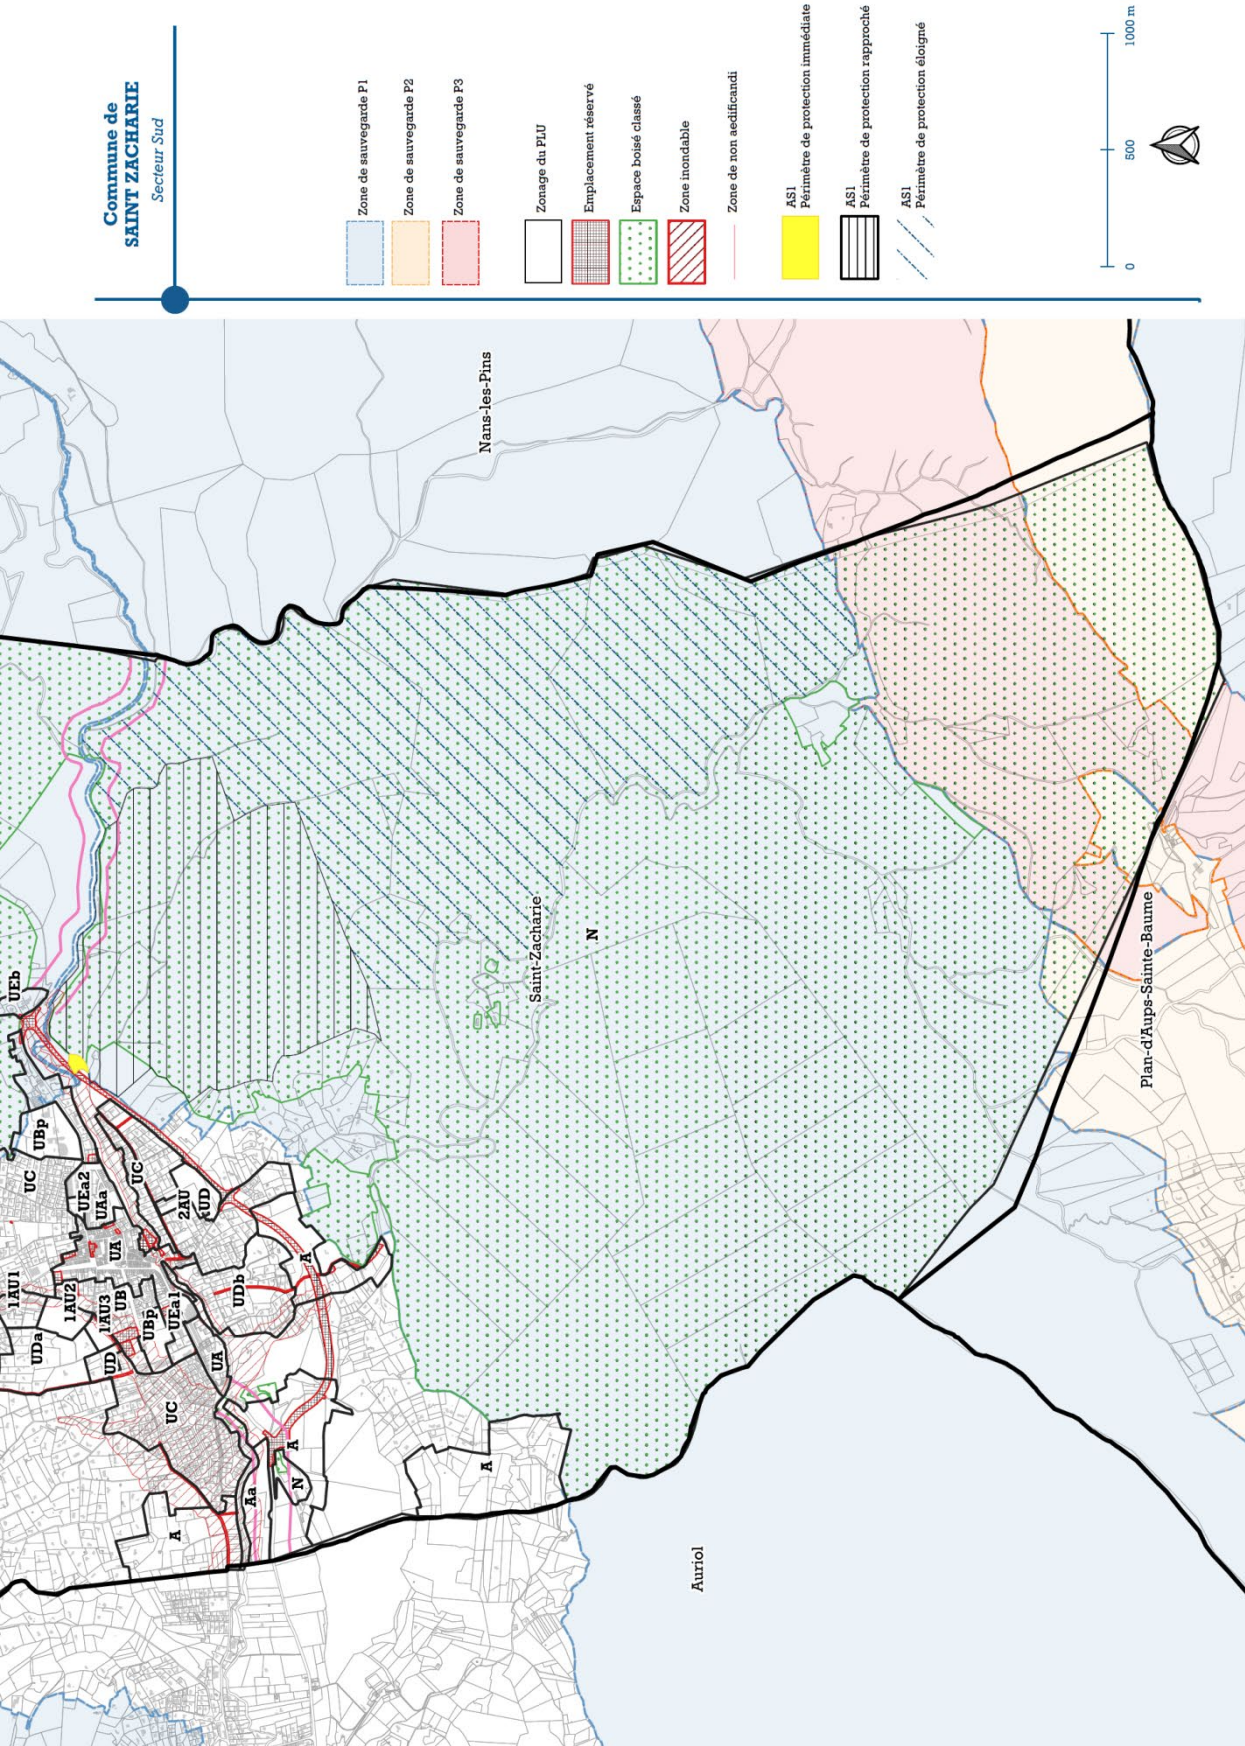 Commune de
SAINT ZACHARIE
Secteur Sud
Zone de sauvegarde P1
Zone de sauvegarde P2
Zone de sauvegarde P3
Zonage du PLU
Emplacement réservé
Espace boisé classé
Zone inondable
Zone de non aedificandi
AS1
Périmètre de protection immédiate
AS1
Périmètre de protection rapproché
AS1
Périmètre de protection éloigné
0
500
1000 m
Nans-les-Pins
Saint-Zacharie
N
Plan-d'Aups-Sainte-Baume
Auriol
UEb
UBp
UC
UEa2
UAa
UC
2AU
UD
UA
1AU1
1AU2
1AU3
UB
UBp
UEa1
UDb
A
UDa
UD
UA
UC
A
N
Aa
A
A